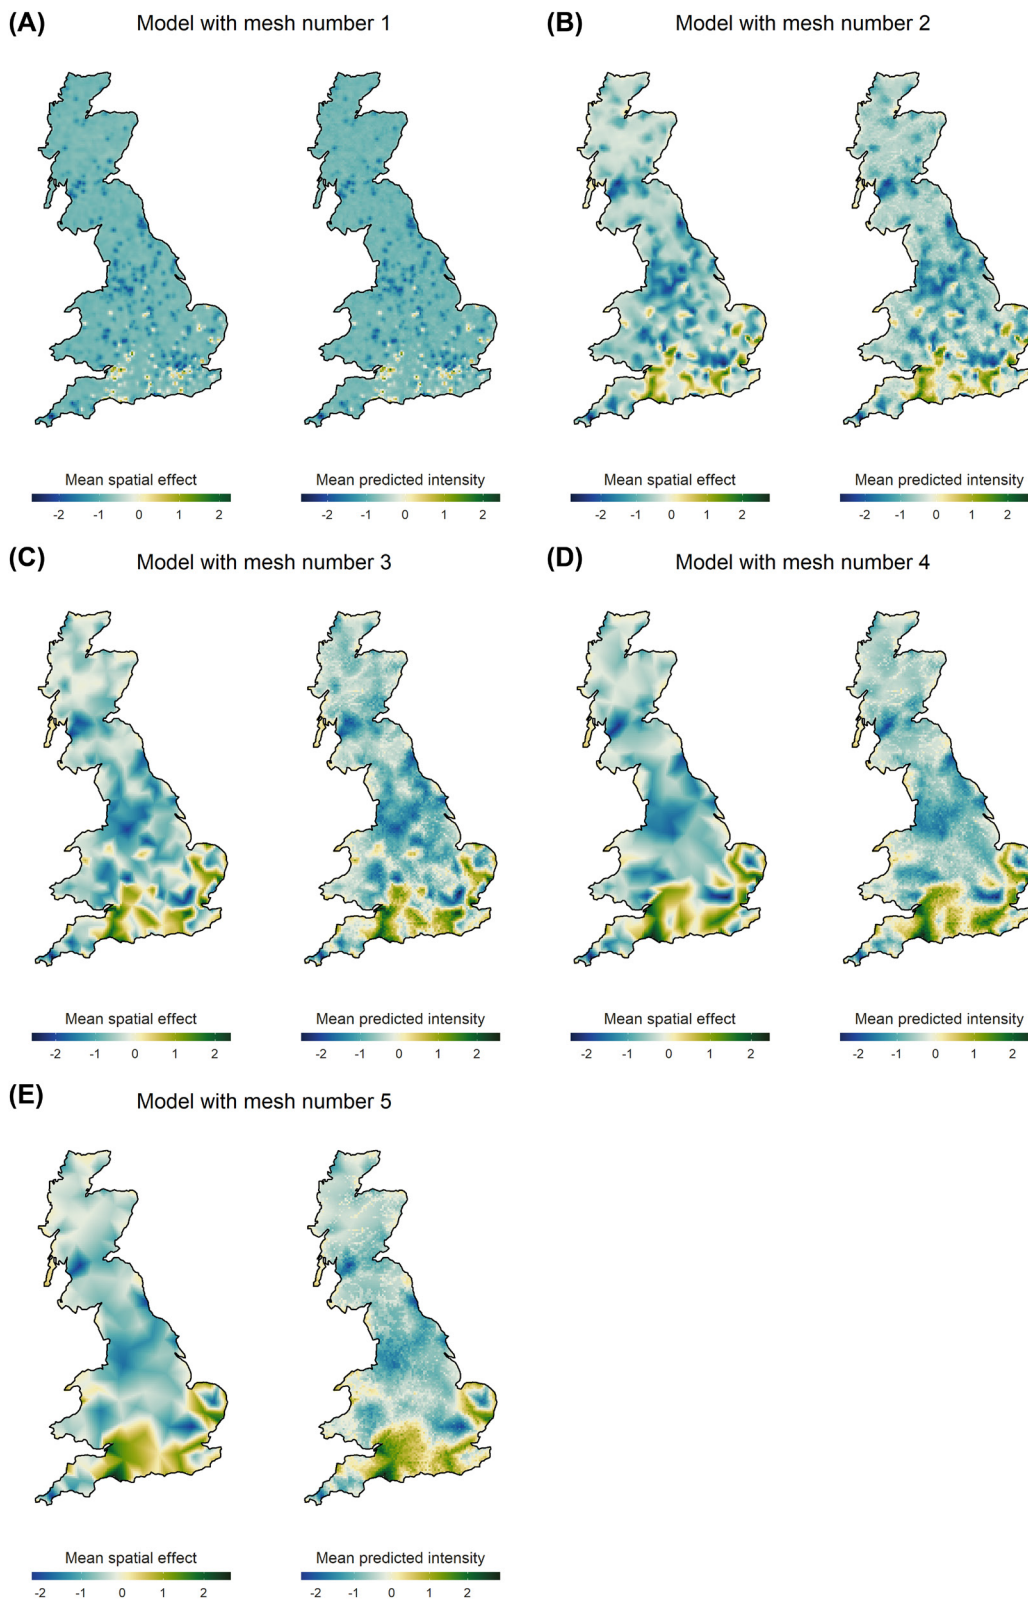 (A) Model with mesh number 1
Mean spatial effect
-2 -1 0 1 2
Mean predicted intensity
-2 -1 0 1 2
(B) Model with mesh number 2
Mean spatial effect
-2 -1 0 1 2
Mean predicted intensity
-2 -1 0 1 2
(C) Model with mesh number 3
Mean spatial effect
-2 -1 0 1 2
Mean predicted intensity
-2 -1 0 1 2
(D) Model with mesh number 4
Mean spatial effect
-2 -1 0 1 2
Mean predicted intensity
-2 -1 0 1 2
(E) Model with mesh number 5
Mean spatial effect
-2 -1 0 1 2
Mean predicted intensity
-2 -1 0 1 2